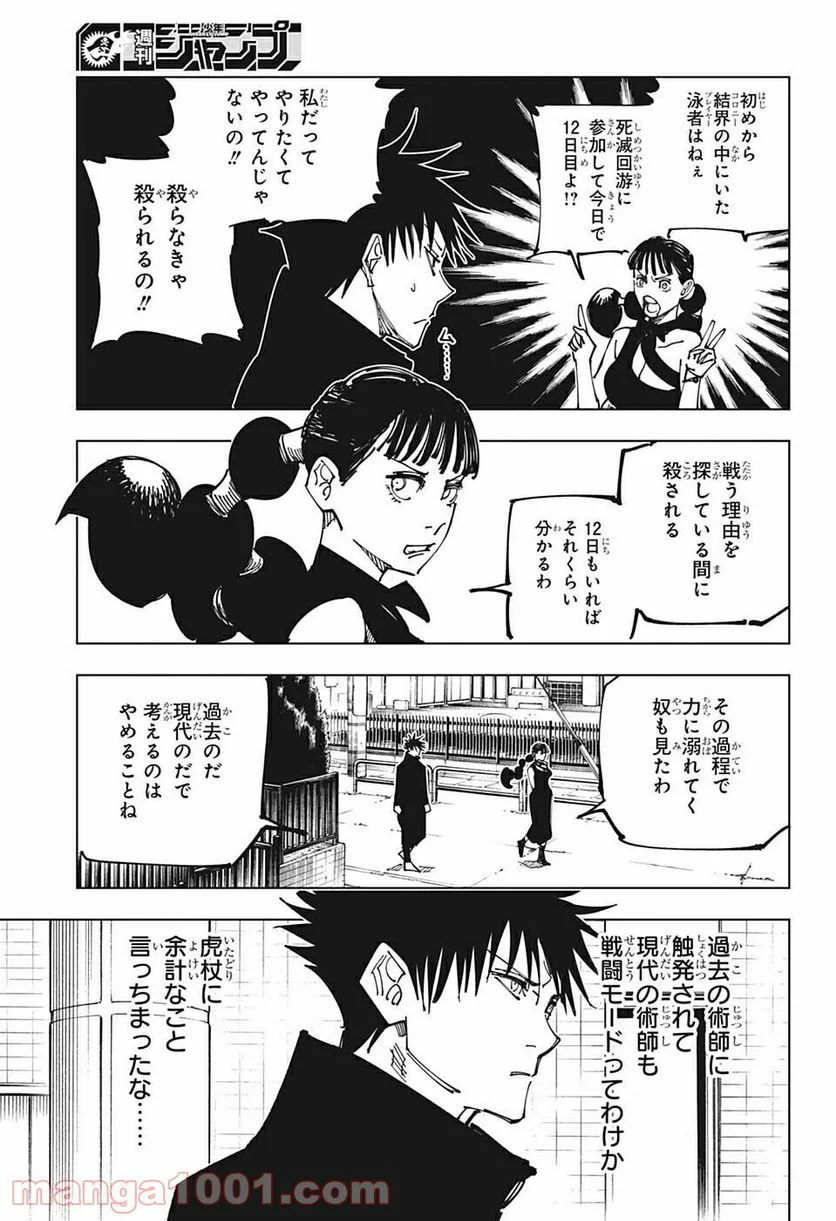 週刊
少年
ジャンプ
初めから
結界の中にいた
泳者はねぇ
死滅回游に
参加して今日で
12日目よ!?
私だって
やりたくて
やってんじゃ
ないの!!
殺らなきゃ
殺られるの!!
ム……
戦う理由を
探している間に
殺される
12日もいれば
それくらい
分かるわ
その過程で
力に溺れてく
奴も見たわ
過去のだ
現代のだで
考えるのは
やめることね
過去の術師に
触発されて
現代の術師も
戦闘モードってわけか
虎杖に
余計なこと
言っちまったな……
manga1001.com